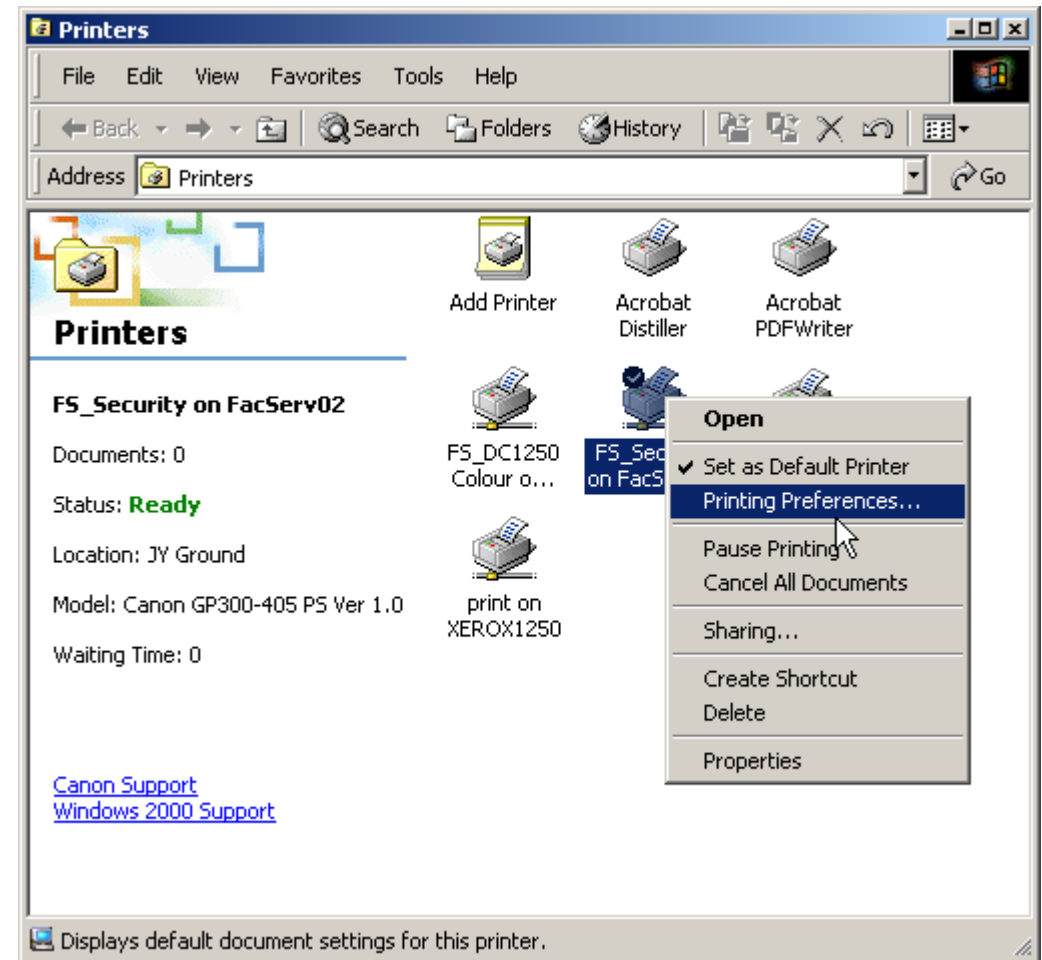 Printers
File Edit View Favorites Tools Help
Back Search Folders History
Address Printers Go
Printers
FS_Security on FacServ02
Documents: 0
Status: Ready
Location: JY Ground
Model: Canon GP300-405 PS Ver 1.0
Waiting Time: 0
Canon Support
Windows 2000 Support
Add Printer
Acrobat
Distiller
Acrobat
PDFWriter
FS_DC1250
Colour o...
FS_Sec
on FacS
print on
XEROX1250
Open
Set as Default Printer
Printing Preferences...
Pause Printing
Cancel All Documents
Sharing...
Create Shortcut
Delete
Properties
Displays default document settings for this printer.